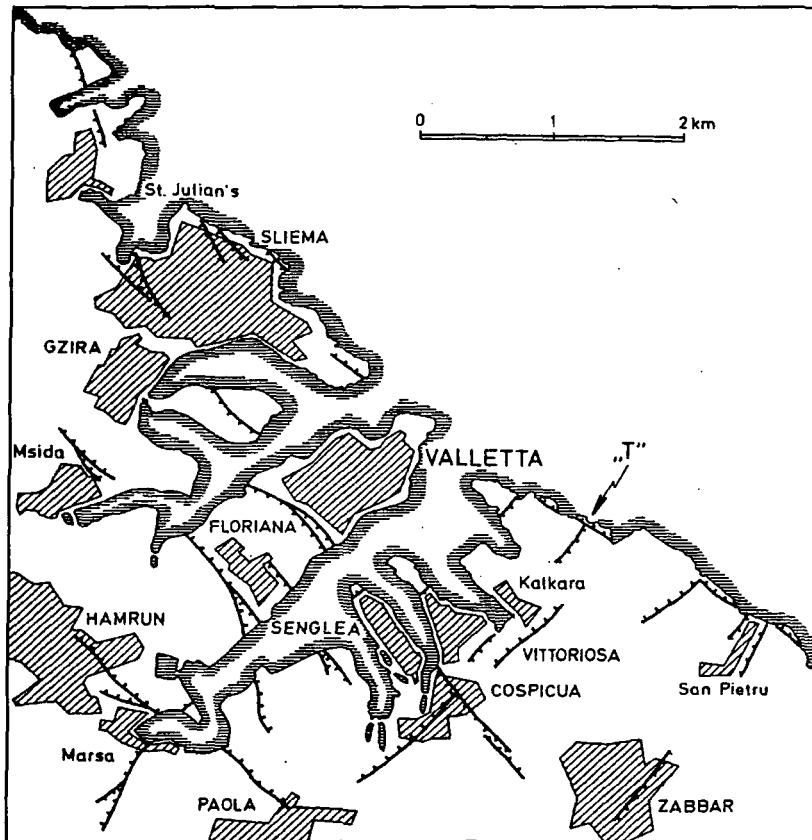 0 1 2 km
St. Julian's
SLIEMA
GZIRA
Msida
VALLETTA
„T"
FLORIANA
HAMRUN
SENGLEA
Kalkara
VITTORIOSA
COSPICUA
San Pietru
Marsa
PAOLA
ZABBAR